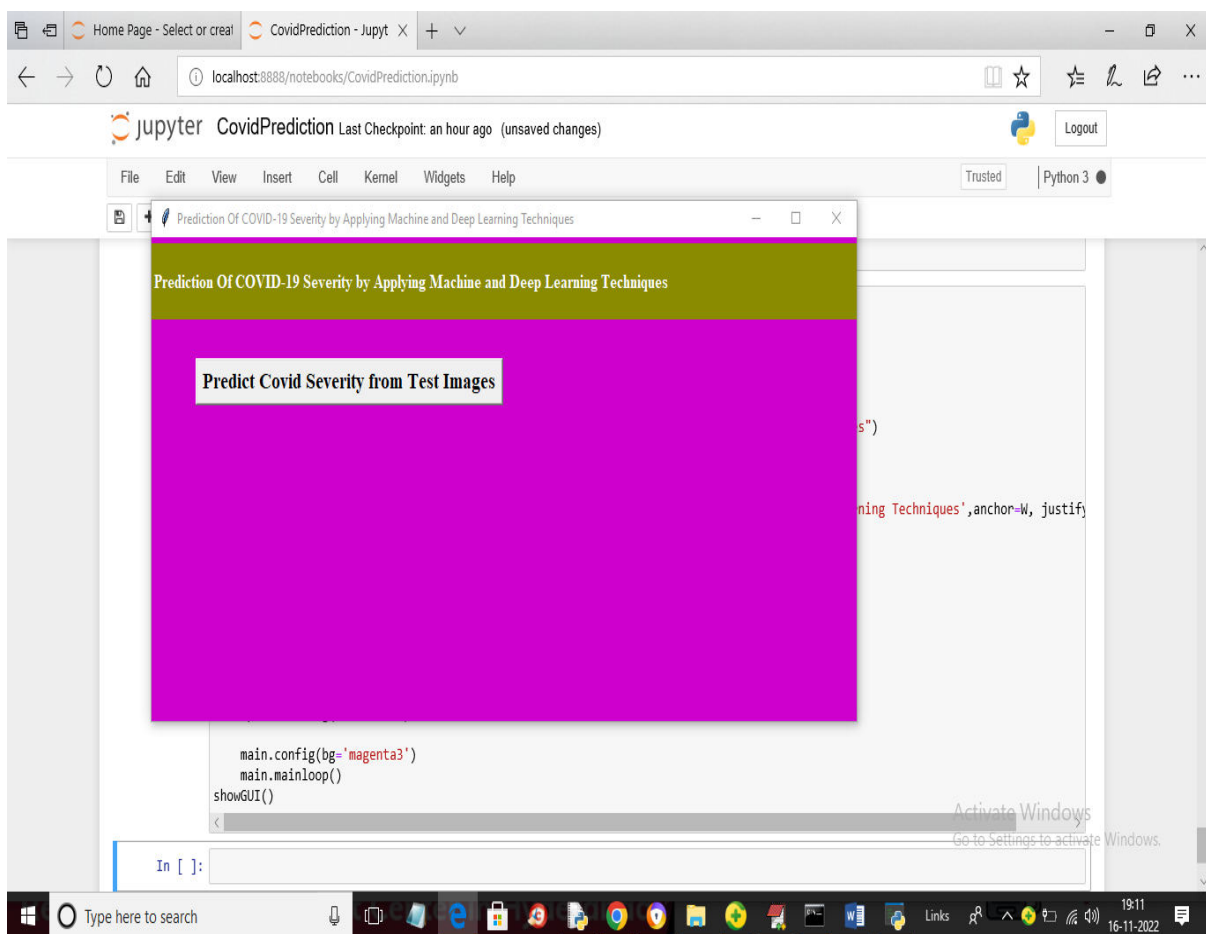 Home Page - Select or creat
CovidPrediction - Jupyt
localhost:8888/notebooks/CovidPrediction.ipynb
jupyter CovidPrediction Last Checkpoint: an hour ago (unsaved changes)
Logout
File Edit View Insert Cell Kernel Widgets Help
Trusted
Python 3
Prediction Of COVID-19 Severity by Applying Machine and Deep Learning Techniques
Prediction Of COVID-19 Severity by Applying Machine and Deep Learning Techniques
Predict Covid Severity from Test Images
s")
ning Techniques',anchor=W, justify
main.config(bg='magenta3')
main.mainloop()
showGUI()
Activate Windows
Go to Settings to activate Windows.
In [ ]:
Type here to search
Links
19:11
16-11-2022